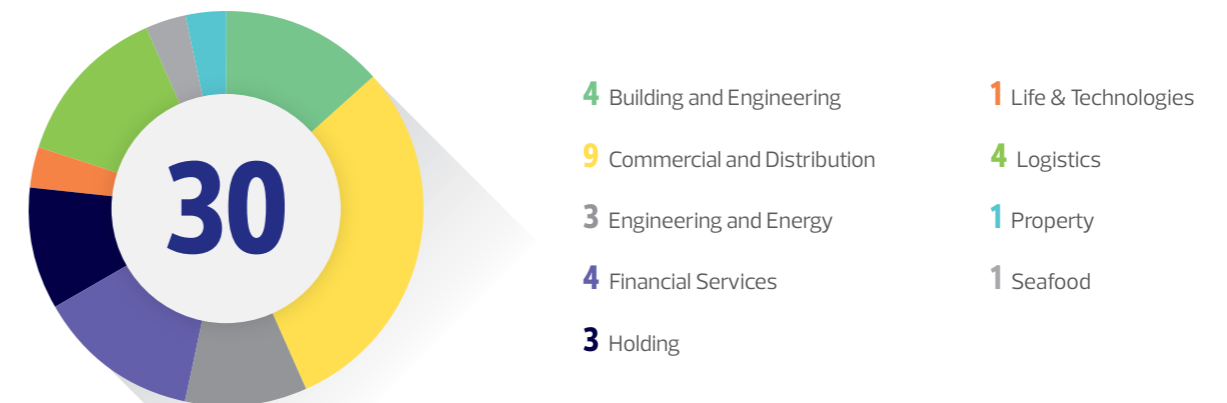 30
4 Building and Engineering
9 Commercial and Distribution
3 Engineering and Energy
4 Financial Services
3 Holding
1 Life & Technologies
4 Logistics
1 Property
1 Seafood